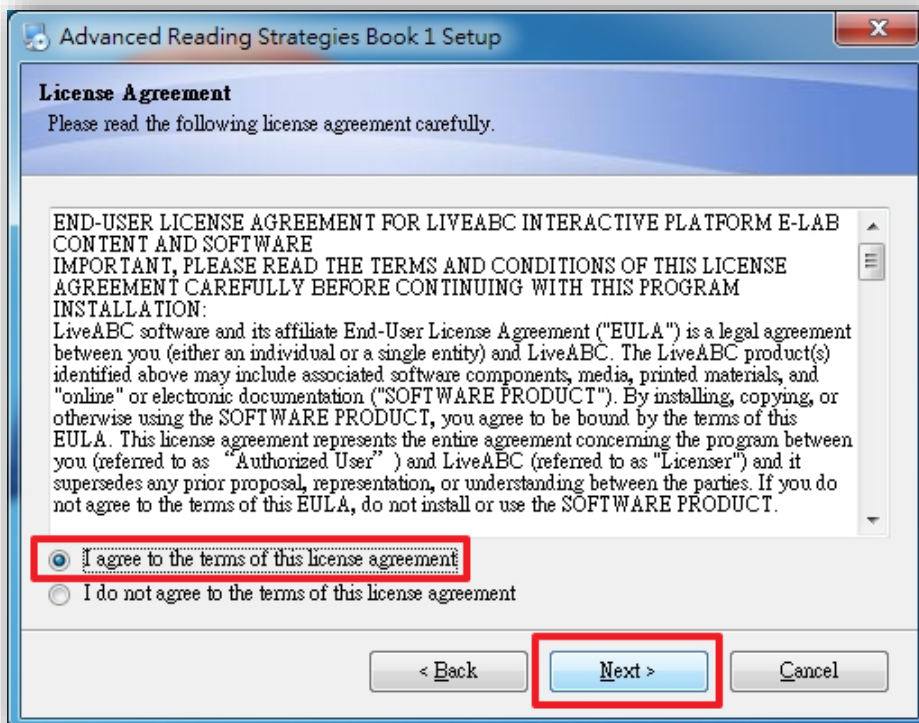 Advanced Reading Strategies Book 1 Setup
License Agreement
Please read the following license agreement carefully.
END-USER LICENSE AGREEMENT FOR LIVEABC INTERACTIVE PLATFORM E-LAB
CONTENT AND SOFTWARE
IMPORTANT, PLEASE READ THE TERMS AND CONDITIONS OF THIS LICENSE
AGREEMENT CAREFULLY BEFORE CONTINUING WITH THIS PROGRAM
INSTALLATION:
LiveABC software and its affiliate End-User License Agreement ("EULA") is a legal agreement
between you (either an individual or a single entity) and LiveABC. The LiveABC product(s)
identified above may include associated software components, media, printed materials, and
"online" or electronic documentation ("SOFTWARE PRODUCT"). By installing, copying, or
otherwise using the SOFTWARE PRODUCT, you agree to be bound by the terms of this
EULA. This license agreement represents the entire agreement concerning the program between
you (referred to as “Authorized User” ) and LiveABC (referred to as "Licenser") and it
supersedes any prior proposal, representation, or understanding between the parties. If you do
not agree to the terms of this EULA, do not install or use the SOFTWARE PRODUCT.
I agree to the terms of this license agreement
I do not agree to the terms of this license agreement
< Back Next > Cancel